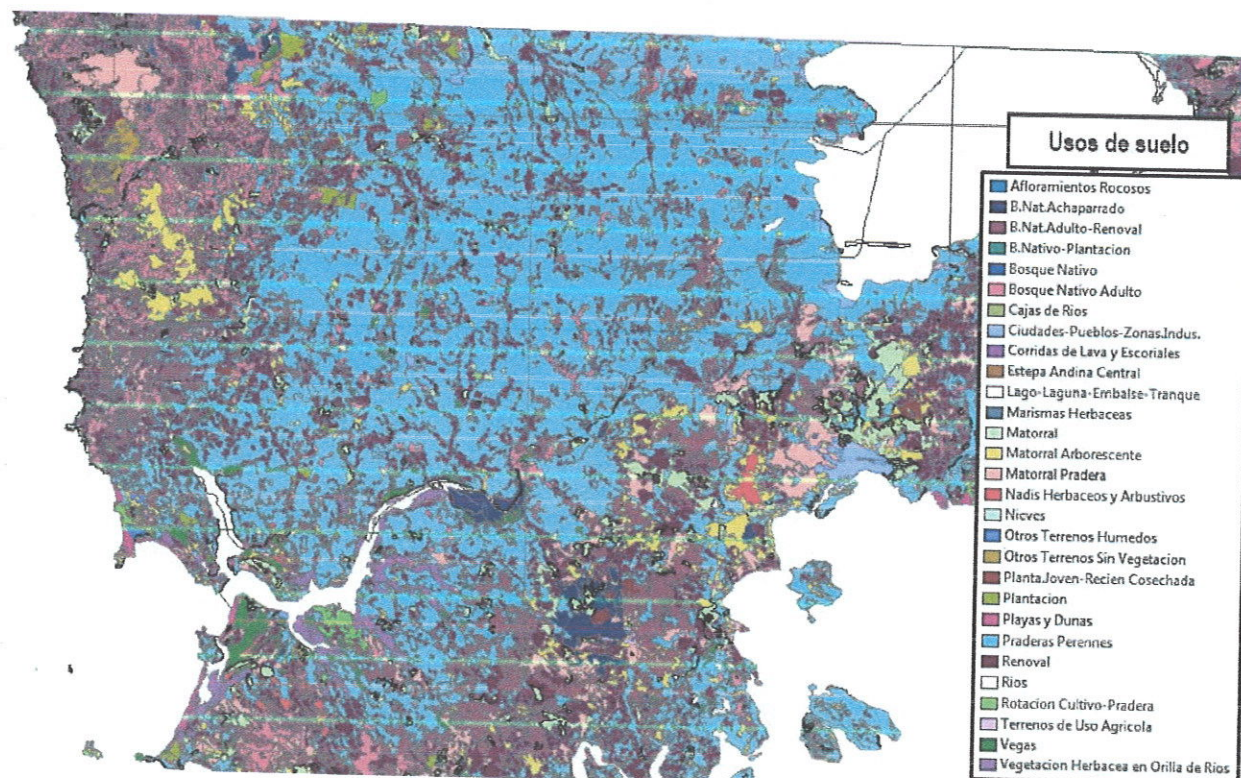 Usos de suelo
Afloramientos Rocosos
B.Nat.Achaparrado
B.Nat.Adulto-Renoval
B.Nativo-Plantacion
Bosque Nativo
Bosque Nativo Adulto
Cajas de Rios
Ciudades-Pueblos-Zonas.Indus.
Corridas de Lava y Escoriales
Estepa Andina Central
Lago-Laguna-Embalse-Tranque
Marismas Herbaceas
Matorral
Matorral Arborescente
Matorral Pradera
Nadis Herbaceos y Arbustivos
Nieves
Otros Terrenos Humedos
Otros Terrenos Sin Vegetacion
Planta.Joven-Recien Cosechada
Plantacion
Playas y Dunas
Praderas Perennes
Renoval
Rios
Rotacion Cultivo-Pradera
Terrenos de Uso Agricola
Vegas
Vegetacion Herbacea en Orilla de Rios